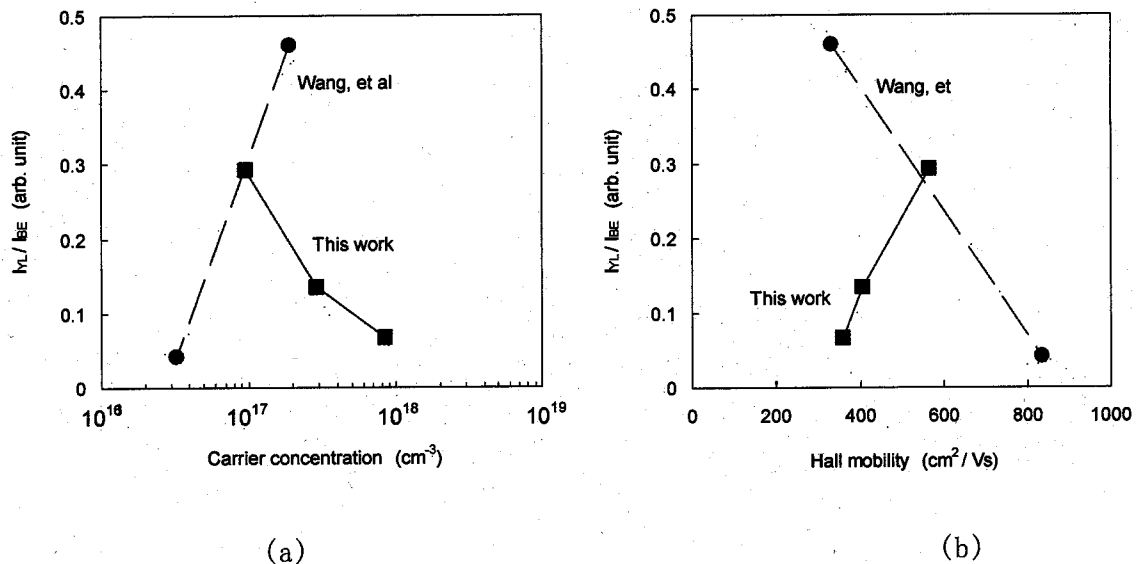 0.5
0.4
0.3
0.2
0.1
0
I_YL / I_BE (arb. unit)
Wang, et al
This work
10^16
10^17
10^18
10^19
Carrier concentration (cm^-3)
(a)
0.5
0.4
0.3
0.2
0.1
0
I_YL / I_BE (arb. unit)
Wang, et
This work
0
200
400
600
800
1000
Hall mobility (cm^2 / Vs)
(b)